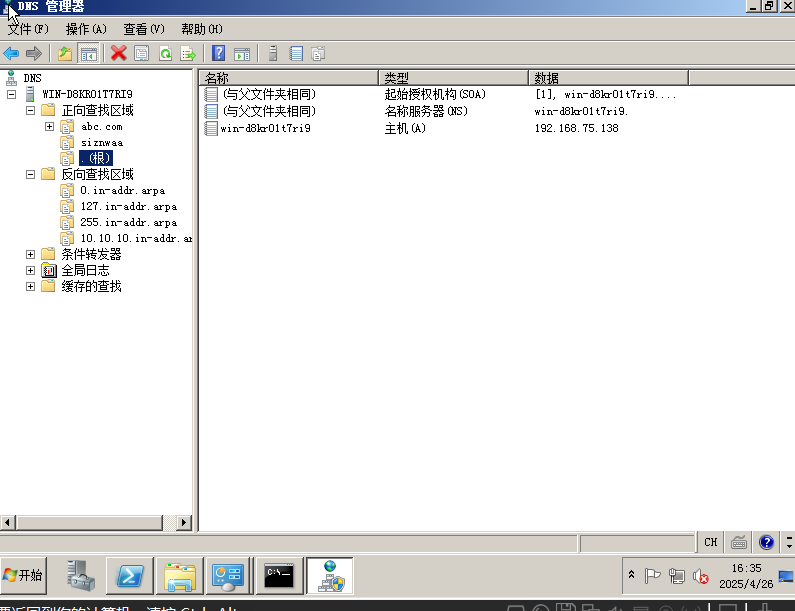 DNS 管理器
文件(F) 操作(A) 查看(V) 帮助(H)
DNS
WIN-D8KR01T7RI9
正向查找区域
abc.com
siznwaa
.(根)
反向查找区域
0.in-addr.arpa
127.in-addr.arpa
255.in-addr.arpa
10.10.10.in-addr.ar
条件转发器
全局日志
缓存的查找
名称 类型 数据
(与父文件夹相同) 起始授权机构(SOA) [1], win-d8kr01t7ri9....
(与父文件夹相同) 名称服务器(NS) win-d8kr01t7ri9.
win-d8kr01t7ri9 主机(A) 192.168.75.138
CH
开始
C:\
16:35
2025/4/26
要返回到你的计算机，请按 Ctrl+Alt